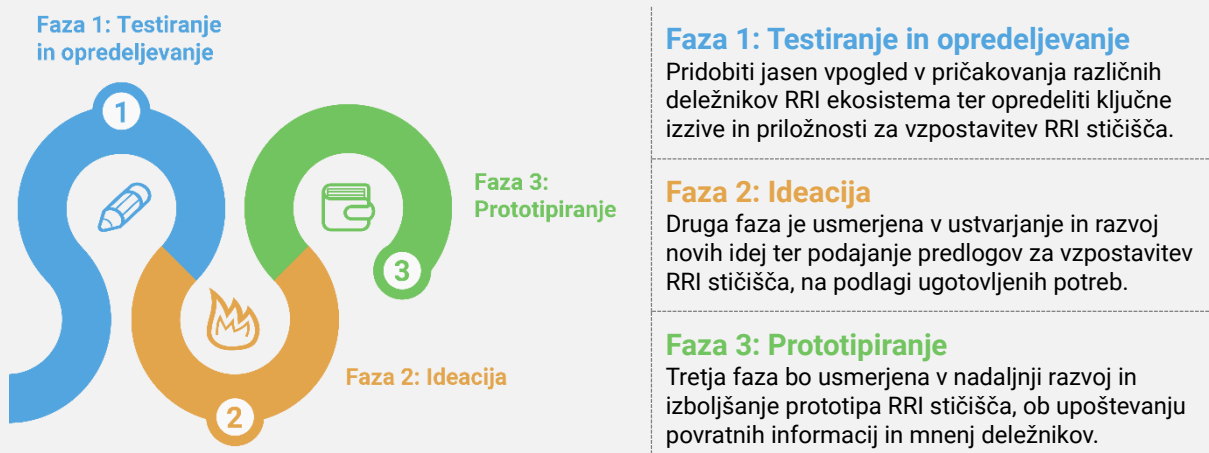 Faza 1: Testiranje
in opredeljevanje
1
Faza 3:
Prototipiranje
3
Faza 2: Ideacija
2
Faza 1: Testiranje in opredeljevanje
Pridobiti jasen vpogled v pričakovanja različnih
deležnikov RRI ekosistema ter opredeliti ključne
izzive in priložnosti za vzpostavitev RRI stičišča.
Faza 2: Ideacija
Druga faza je usmerjena v ustvarjanje in razvoj
novih idej ter podajanje predlogov za vzpostavitev
RRI stičišča, na podlagi ugotovljenih potreb.
Faza 3: Prototipiranje
Tretja faza bo usmerjena v nadaljnji razvoj in
izboljšanje prototipa RRI stičišča, ob upoštevanju
povratnih informacij in mnenj deležnikov.